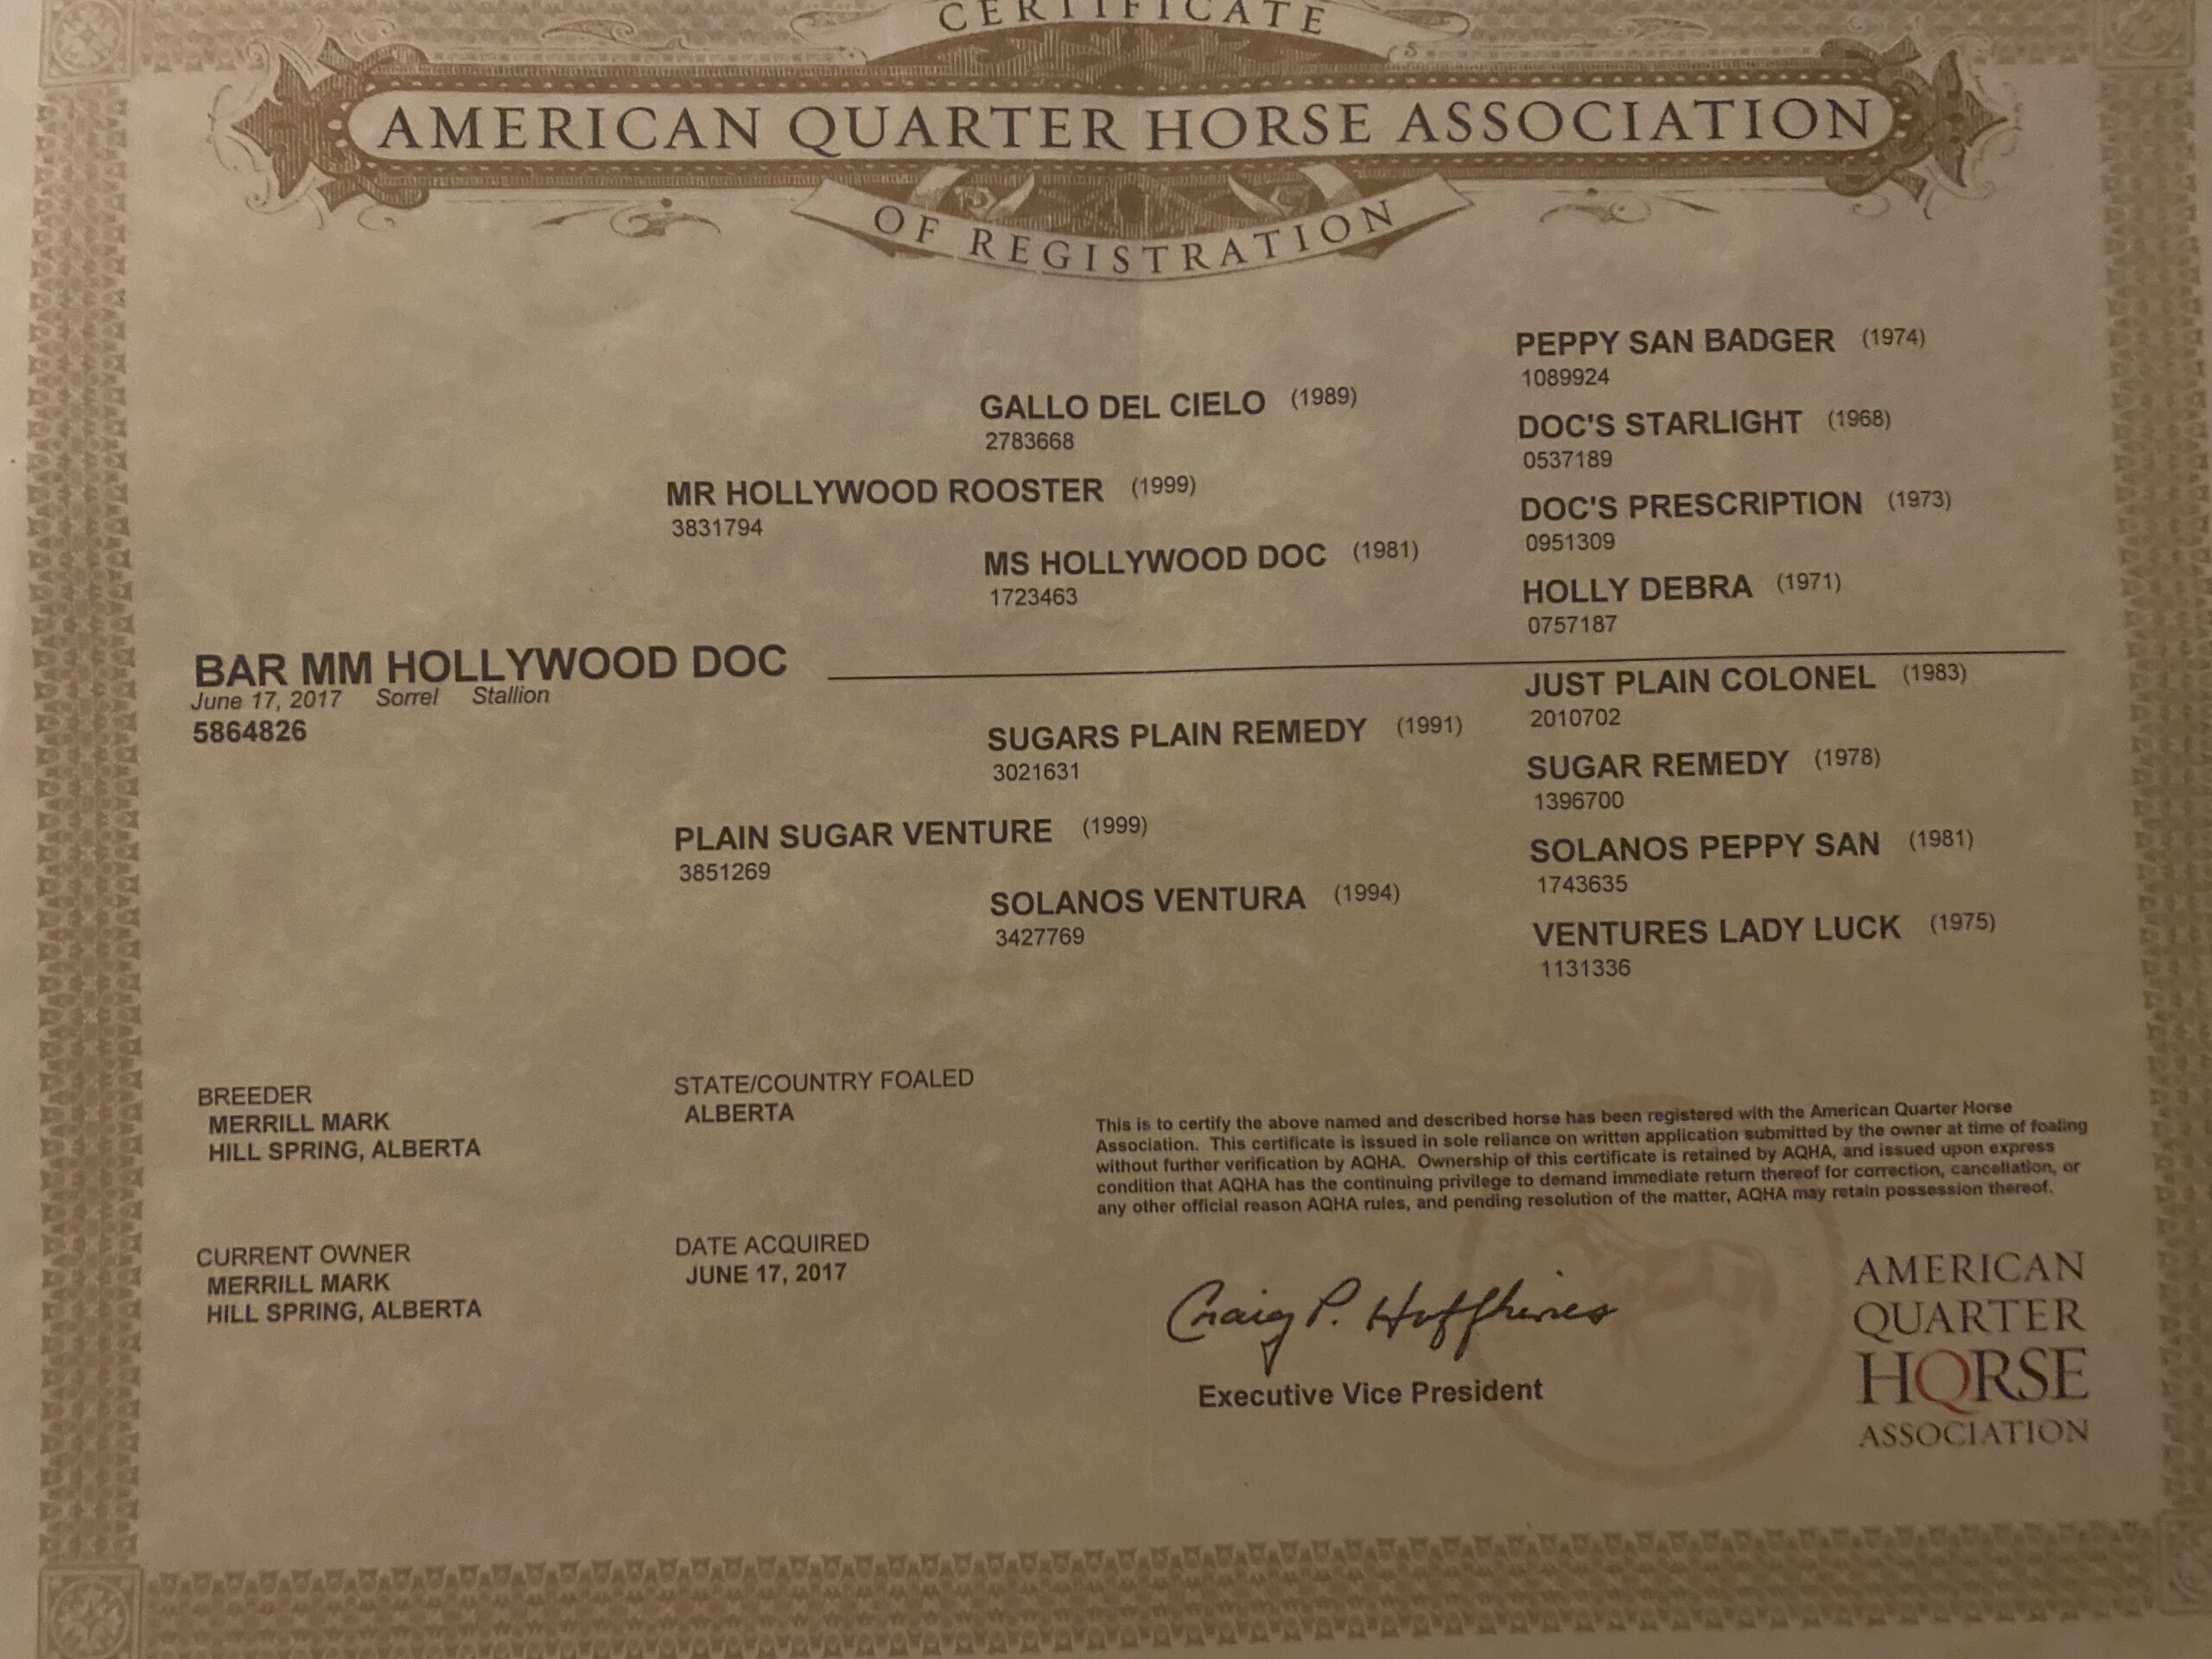 CERTIFICATE
AMERICAN QUARTER HORSE ASSOCIATION
OF REGISTRATION
PEPPY SAN BADGER (1974)
1089924
GALLO DEL CIELO (1989)
2783668
DOC'S STARLIGHT (1968)
0537189
MR HOLLYWOOD ROOSTER (1999)
3831794
DOC'S PRESCRIPTION (1973)
0951309
MS HOLLYWOOD DOC (1981)
1723463
HOLLY DEBRA (1971)
0757187
BAR MM HOLLYWOOD DOC
June 17, 2017 Sorrel Stallion
5864826
JUST PLAIN COLONEL (1983)
2010702
SUGARS PLAIN REMEDY (1991)
3021631
SUGAR REMEDY (1978)
1396700
PLAIN SUGAR VENTURE (1999)
3851269
SOLANOS PEPPY SAN (1981)
1743635
SOLANOS VENTURA (1994)
3427769
VENTURES LADY LUCK (1975)
1131336
BREEDER
MERRILL MARK
HILL SPRING, ALBERTA
STATE/COUNTRY FOALED
ALBERTA
CURRENT OWNER
MERRILL MARK
HILL SPRING, ALBERTA
DATE ACQUIRED
JUNE 17, 2017
This is to certify the above named and described horse has been registered with the American Quarter Horse
Association. This certificate is issued in sole reliance on written application submitted by the owner at time of foaling
without further verification by AQHA. Ownership of this certificate is retained by AQHA, and issued upon express
condition that AQHA has the continuing privilege to demand immediate return thereof for correction, cancellation, or
any other official reason AQHA rules, and pending resolution of the matter, AQHA may retain possession thereof.
Craig P. Huffhines
Executive Vice President
AMERICAN
QUARTER
HORSE
ASSOCIATION